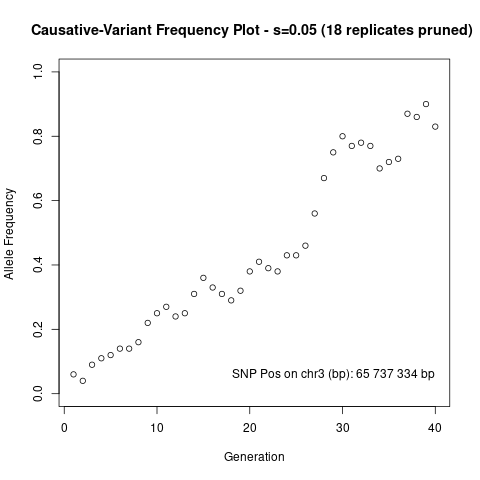 Causative-Variant Frequency Plot - s=0.05 (18 replicates pruned)
1.0
0.8
0.6
0.4
0.2
0.0
Allele Frequency
SNP Pos on chr3 (bp): 65 737 334 bp
0 10 20 30 40
Generation